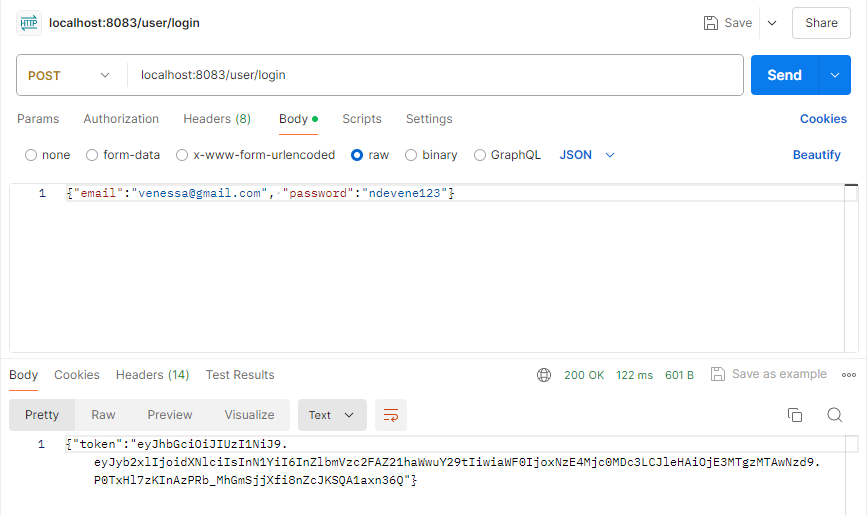 HTTP localhost:8083/user/login Save Share
POST localhost:8083/user/login Send
Params Authorization Headers (8) Body Scripts Settings Cookies
none form-data x-www-form-urlencoded raw binary GraphQL JSON Beautify
1 {"email":"venessa@gmail.com", "password":"ndevene123"}
Body Cookies Headers (14) Test Results 200 OK 122 ms 601 B Save as example
Pretty Raw Preview Visualize Text
1 {"token":"eyJhbGciOiJIUzI1NiJ9.
eyJyb2xlIjoidXNlciIsInN1YiI6InZlbmVzc2FAZ21haWwuY29tIiwiaWF0IjoxNzE4Mjc0MDc3LCJleHAiOjE3MTgzMTAwNzd9.
P0TxHl7zKInAzPRb_MhGmSjjXfi8nZcJKSQA1axn36Q"}